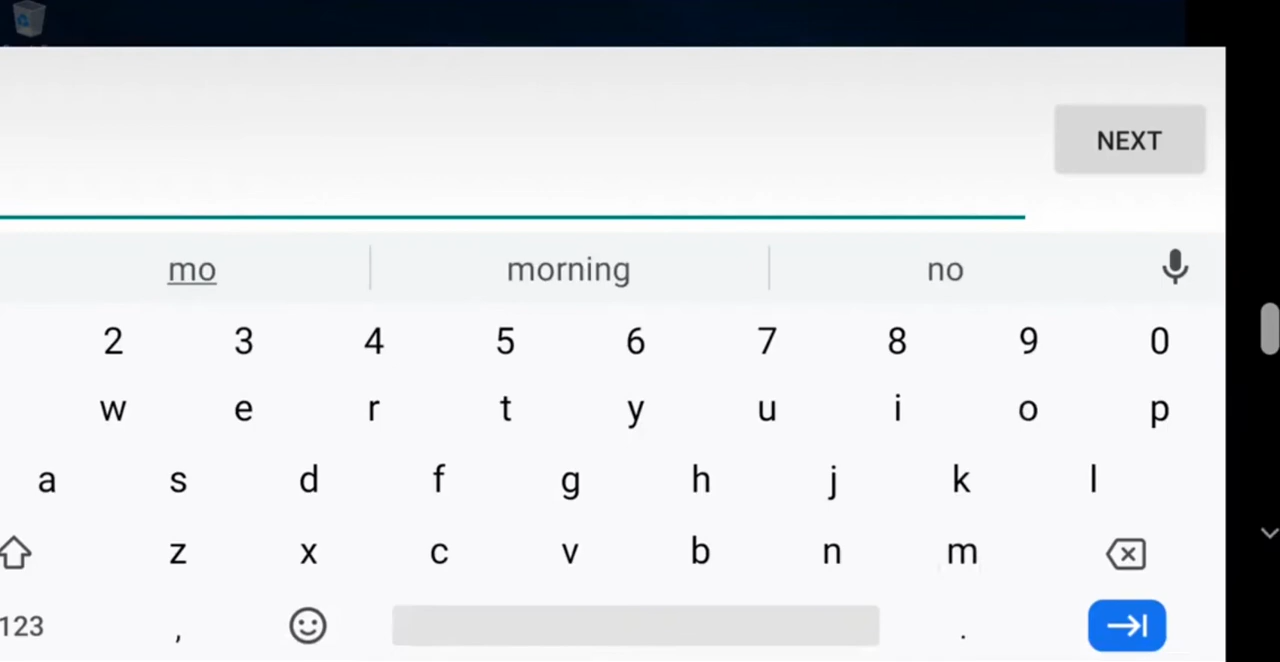 NEXT
mo morning no
2 3 4 5 6 7 8 9 0
w e r t y u i o p
a s d f g h j k l
z x c v b n m
123 , .